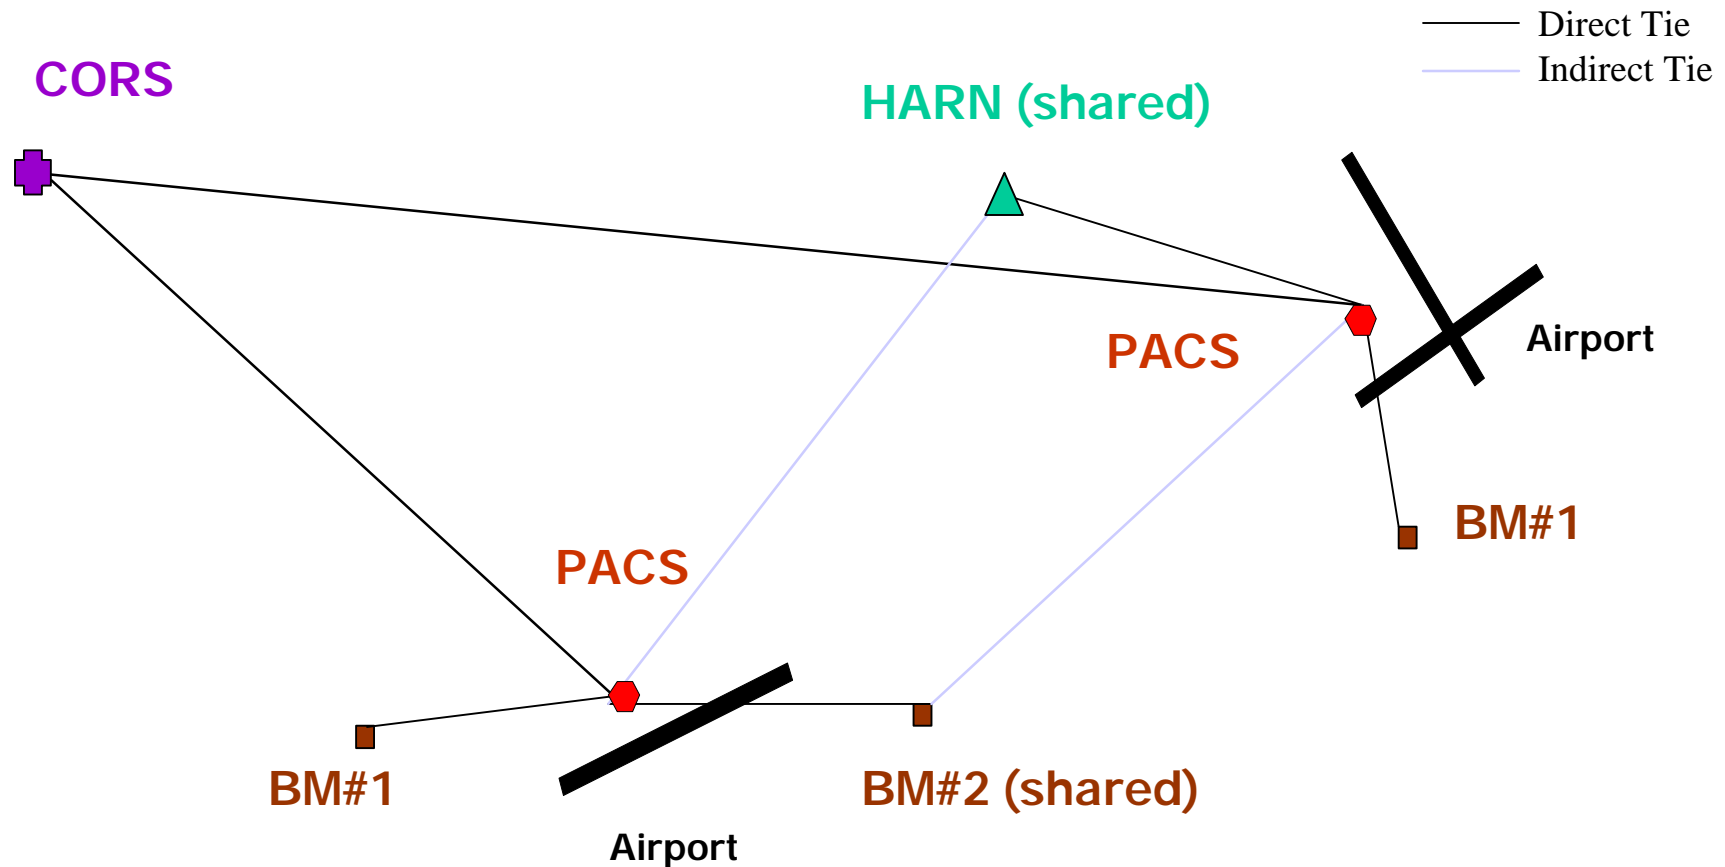 Direct Tie
Indirect Tie
CORS
HARN (shared)
Airport
PACS
BM#1
PACS
BM#1
BM#2 (shared)
Airport